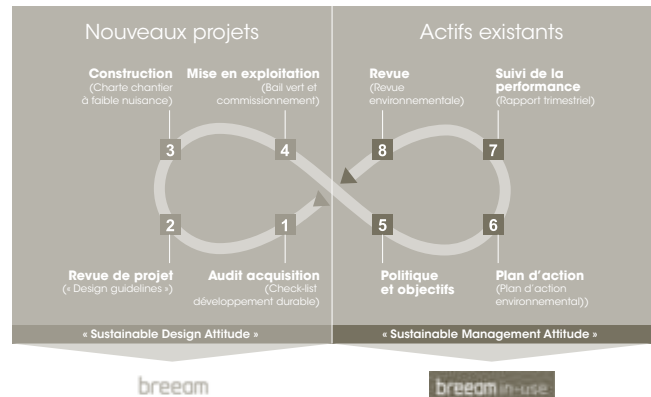 Nouveaux projets
Actifs existants
Construction
(Charte chantier
à faible nuisance)
Mise en exploitation
(Bail vert et
commissionnement)
Revue
(Revue
environnementale)
Suivi de la
performance
(Rapport trimestriel)
3
4
8
7
2
1
5
6
Revue de projet
(« Design guidelines »)
Audit acquisition
(Check-list
développement durable)
Politique
et objectifs
Plan d'action
(Plan d'action
environnemental))
« Sustainable Design Attitude »
« Sustainable Management Attitude »
breeam
breeam in-use